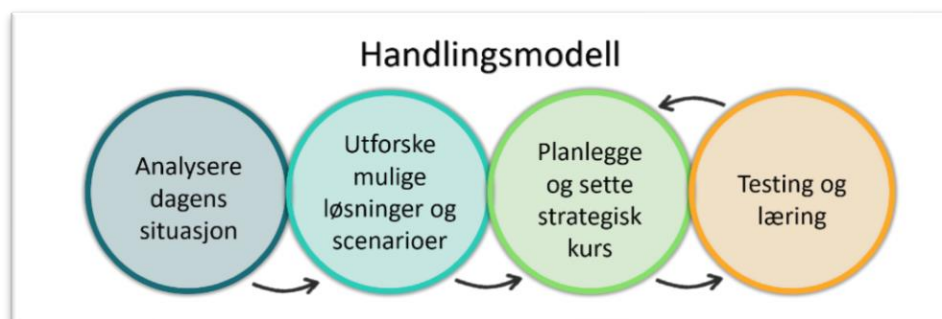 Handlingsmodell
Analysere
dagens
situasjon
Utforske
mulige
løsninger og
scenarioer
Planlegge
og sette
strategisk
kurs
Testing og
læring